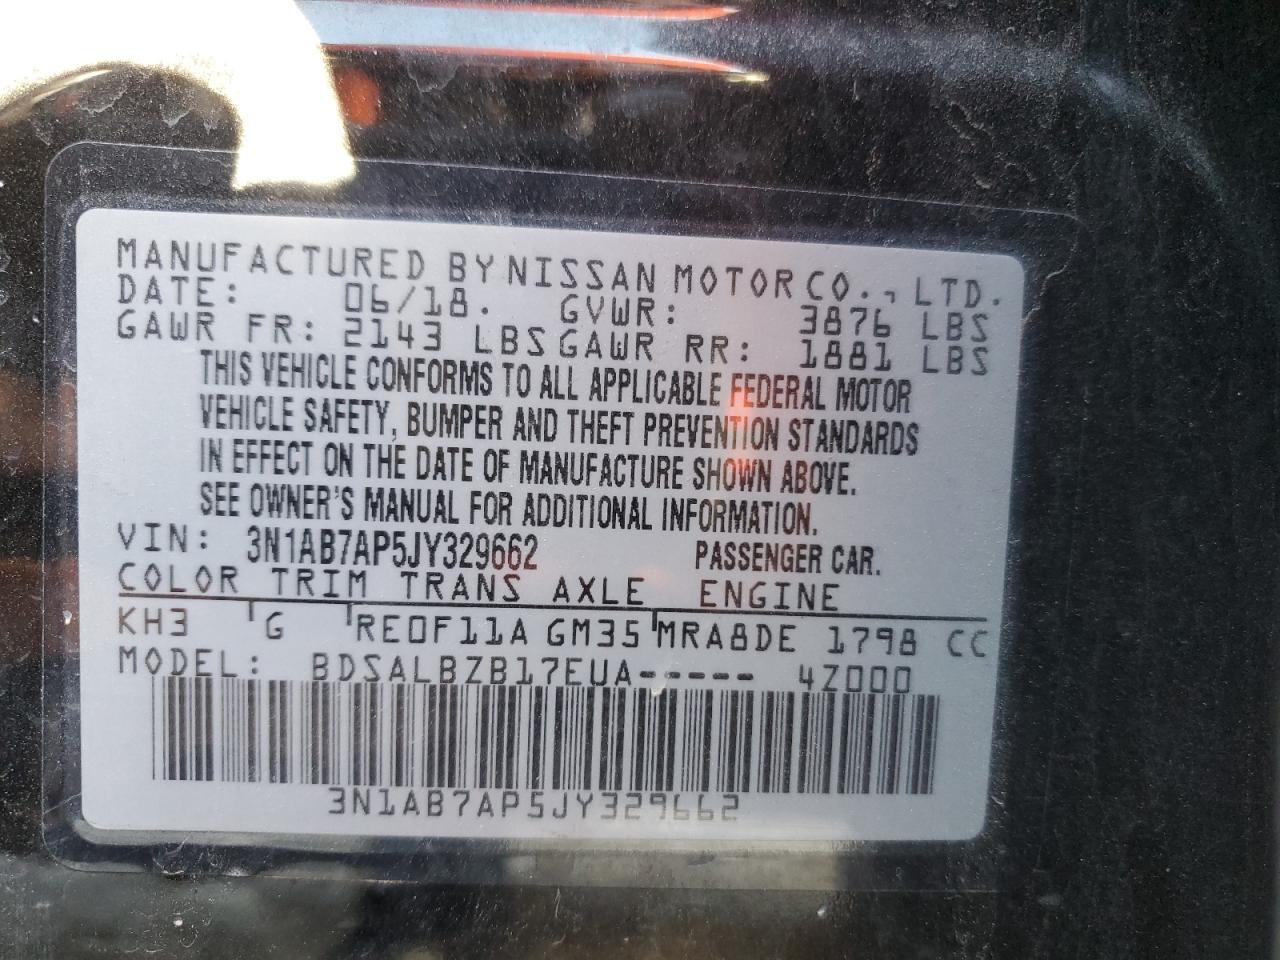 MANUFACTURED BY NISSAN MOTOR CO., LTD.
DATE: 06/18. GVWR: 3876 LBS
GAWR FR: 2143 LBS GAWR RR: 1881 LBS
THIS VEHICLE CONFORMS TO ALL APPLICABLE FEDERAL MOTOR
VEHICLE SAFETY, BUMPER AND THEFT PREVENTION STANDARDS
IN EFFECT ON THE DATE OF MANUFACTURE SHOWN ABOVE.
SEE OWNER'S MANUAL FOR ADDITIONAL INFORMATION.
VIN: 3N1AB7AP5JY329662 PASSENGER CAR.
COLOR TRIM TRANS AXLE ENGINE
KH3 G RE0F11A GM35 MRA8DE 1798 CC
MODEL: BDSALBZB17EUA----- 4Z000
3N1AB7AP5JY329662